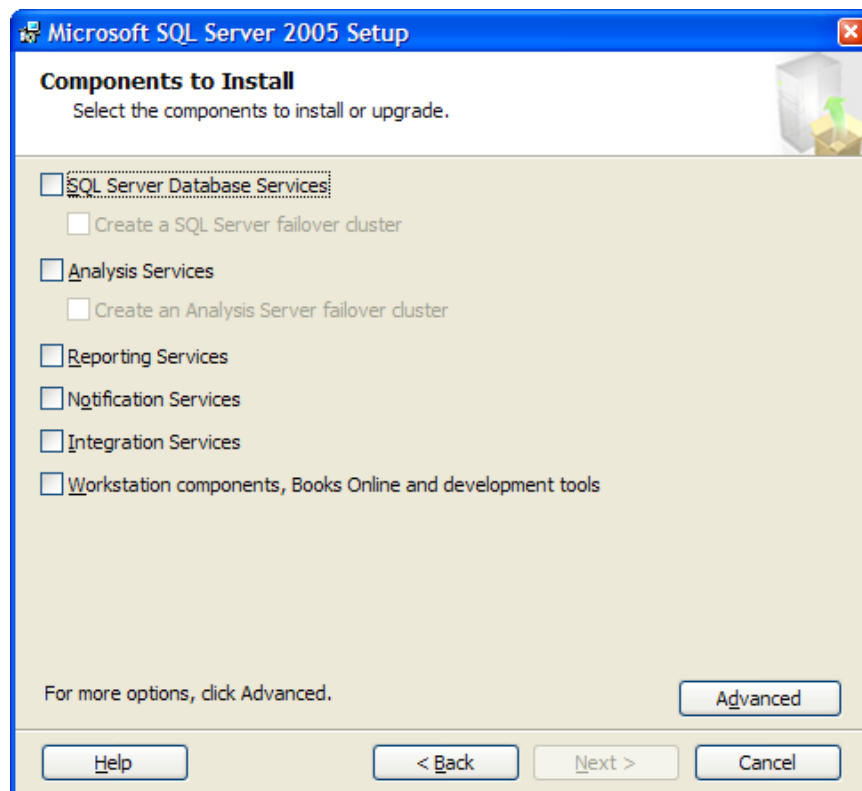 Microsoft SQL Server 2005 Setup
Components to Install
Select the components to install or upgrade.
SQL Server Database Services
Create a SQL Server failover cluster
Analysis Services
Create an Analysis Server failover cluster
Reporting Services
Notification Services
Integration Services
Workstation components, Books Online and development tools
For more options, click Advanced.
Advanced
Help
< Back
Next >
Cancel